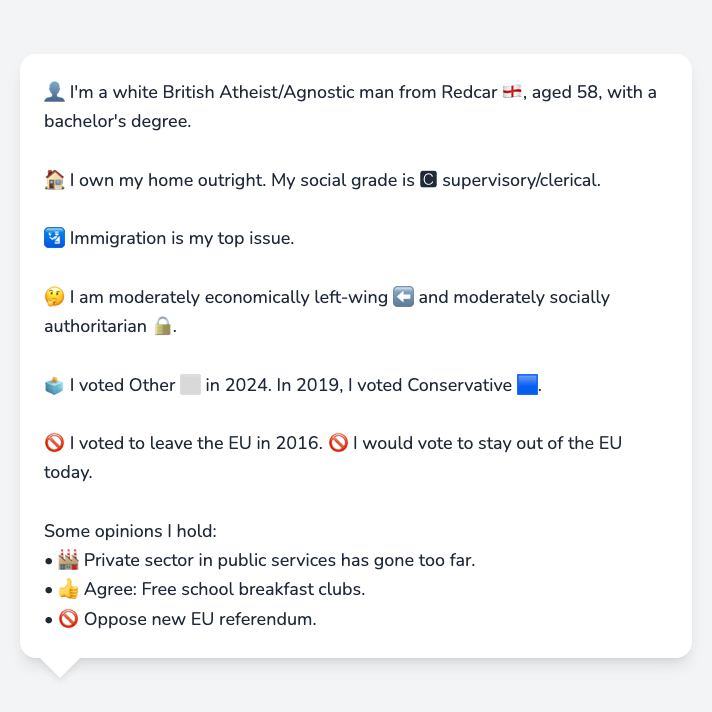 👤 I'm a white British Atheist/Agnostic man from Redcar 🏴󠁧󠁢󠁥󠁮󠁧󠁿, aged 58, with a
bachelor's degree.
🏠 I own my home outright. My social grade is 🅲 supervisory/clerical.
🛂 Immigration is my top issue.
🤔 I am moderately economically left-wing ⬅️ and moderately socially
authoritarian 🔒.
🗳️ I voted Other ⬜ in 2024. In 2019, I voted Conservative 🟦.
🚫 I voted to leave the EU in 2016. 🚫 I would vote to stay out of the EU
today.
Some opinions I hold:
• 🏭 Private sector in public services has gone too far.
• 👍 Agree: Free school breakfast clubs.
• 🚫 Oppose new EU referendum.